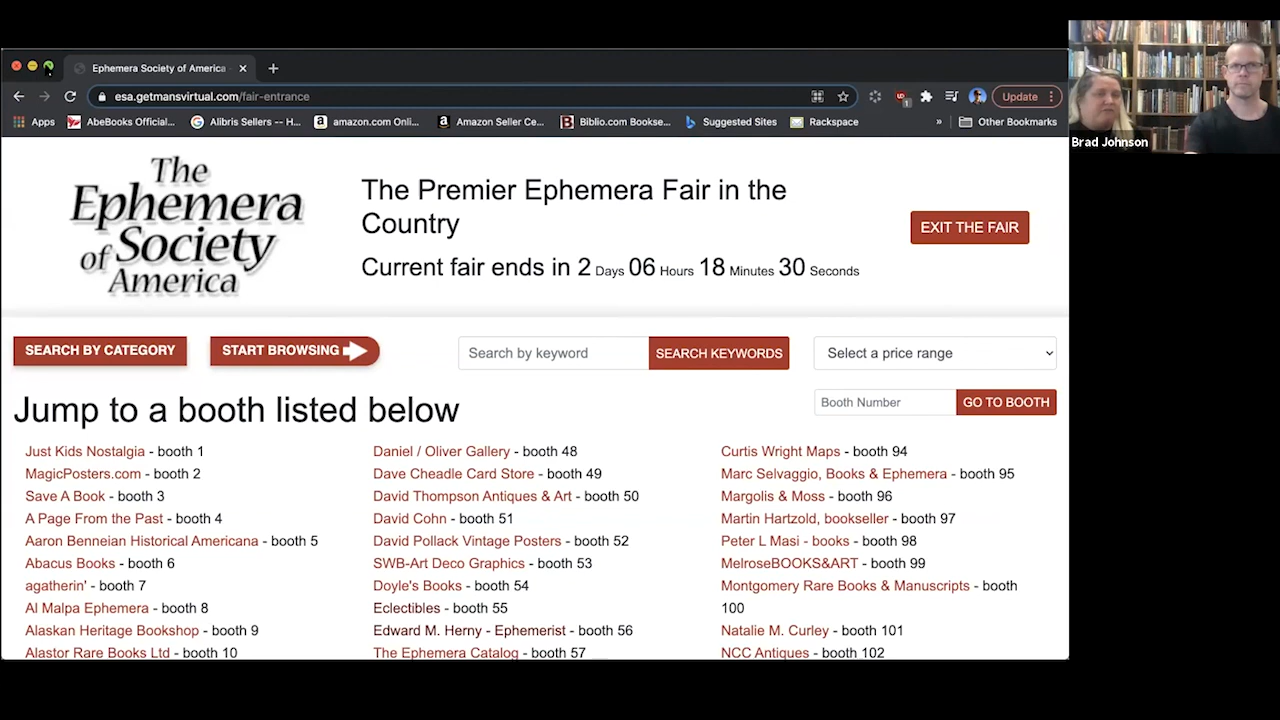 Ephemera Society of America
esa.getmansvirtual.com/fair-entrance
Update
Apps
AbeBooks Official...
Alibris Sellers -- H...
amazon.com Onli...
Amazon Seller Ce...
Biblio.com Bookse...
Suggested Sites
Rackspace
»
Other Bookmarks
Brad Johnson
The
Ephemera
of Society
America
The Premier Ephemera Fair in the
Country
Current fair ends in 2 Days 06 Hours 18 Minutes 30 Seconds
EXIT THE FAIR
SEARCH BY CATEGORY
START BROWSING
Search by keyword
SEARCH KEYWORDS
Select a price range
Jump to a booth listed below
Booth Number
GO TO BOOTH
Just Kids Nostalgia - booth 1
MagicPosters.com - booth 2
Save A Book - booth 3
A Page From the Past - booth 4
Aaron Benneian Historical Americana - booth 5
Abacus Books - booth 6
agatherin' - booth 7
Al Malpa Ephemera - booth 8
Alaskan Heritage Bookshop - booth 9
Alastor Rare Books Ltd - booth 10
Daniel / Oliver Gallery - booth 48
Dave Cheadle Card Store - booth 49
David Thompson Antiques & Art - booth 50
David Cohn - booth 51
David Pollack Vintage Posters - booth 52
SWB-Art Deco Graphics - booth 53
Doyle's Books - booth 54
Eclectibles - booth 55
Edward M. Herny - Ephemerist - booth 56
The Ephemera Catalog - booth 57
Curtis Wright Maps - booth 94
Marc Selvaggio, Books & Ephemera - booth 95
Margolis & Moss - booth 96
Martin Hartzold, bookseller - booth 97
Peter L Masi - books - booth 98
MelroseBOOKS&ART - booth 99
Montgomery Rare Books & Manuscripts - booth
100
Natalie M. Curley - booth 101
NCC Antiques - booth 102